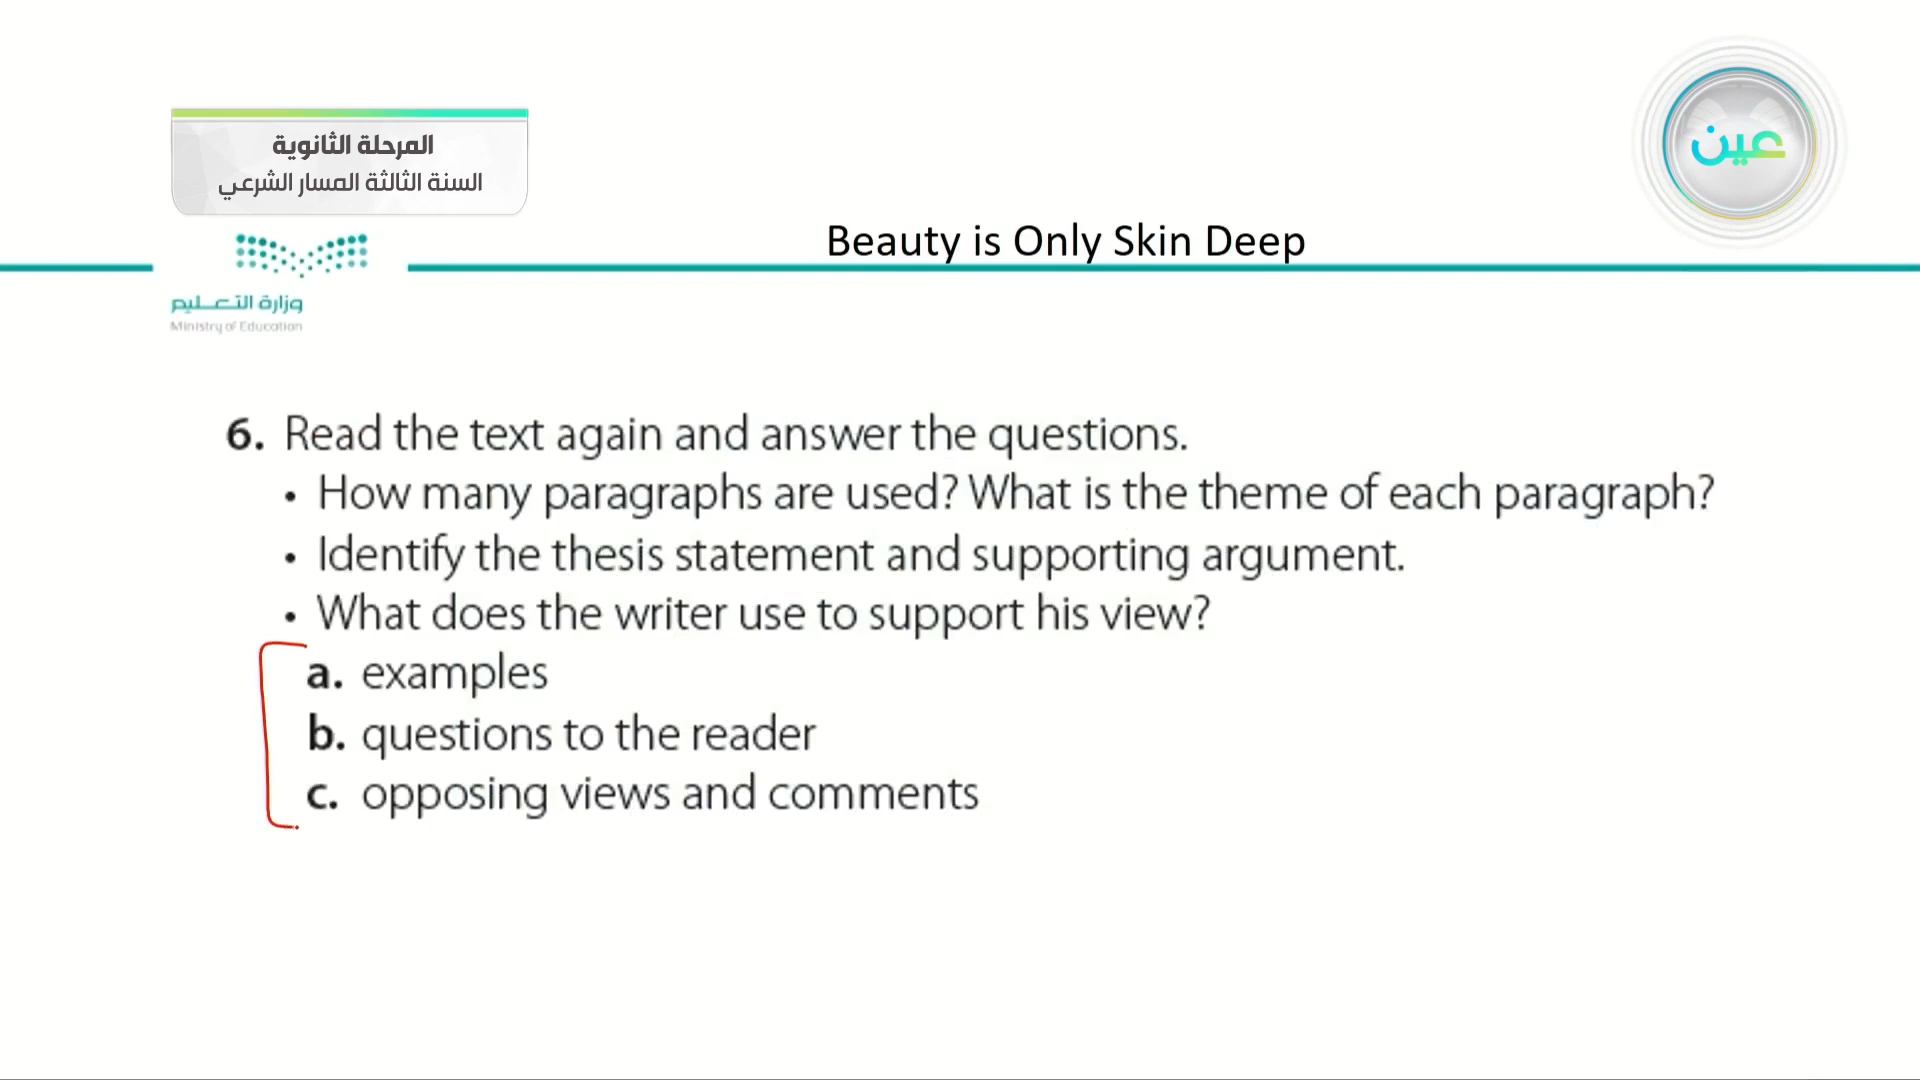 المرحلة الثانوية
السنة الثالثة المسار الشرعي
عين
Beauty is Only Skin Deep
وزارة التعليم
Ministry of Education
6. Read the text again and answer the questions.
• How many paragraphs are used? What is the theme of each paragraph?
• Identify the thesis statement and supporting argument.
• What does the writer use to support his view?
a. examples
b. questions to the reader
c. opposing views and comments